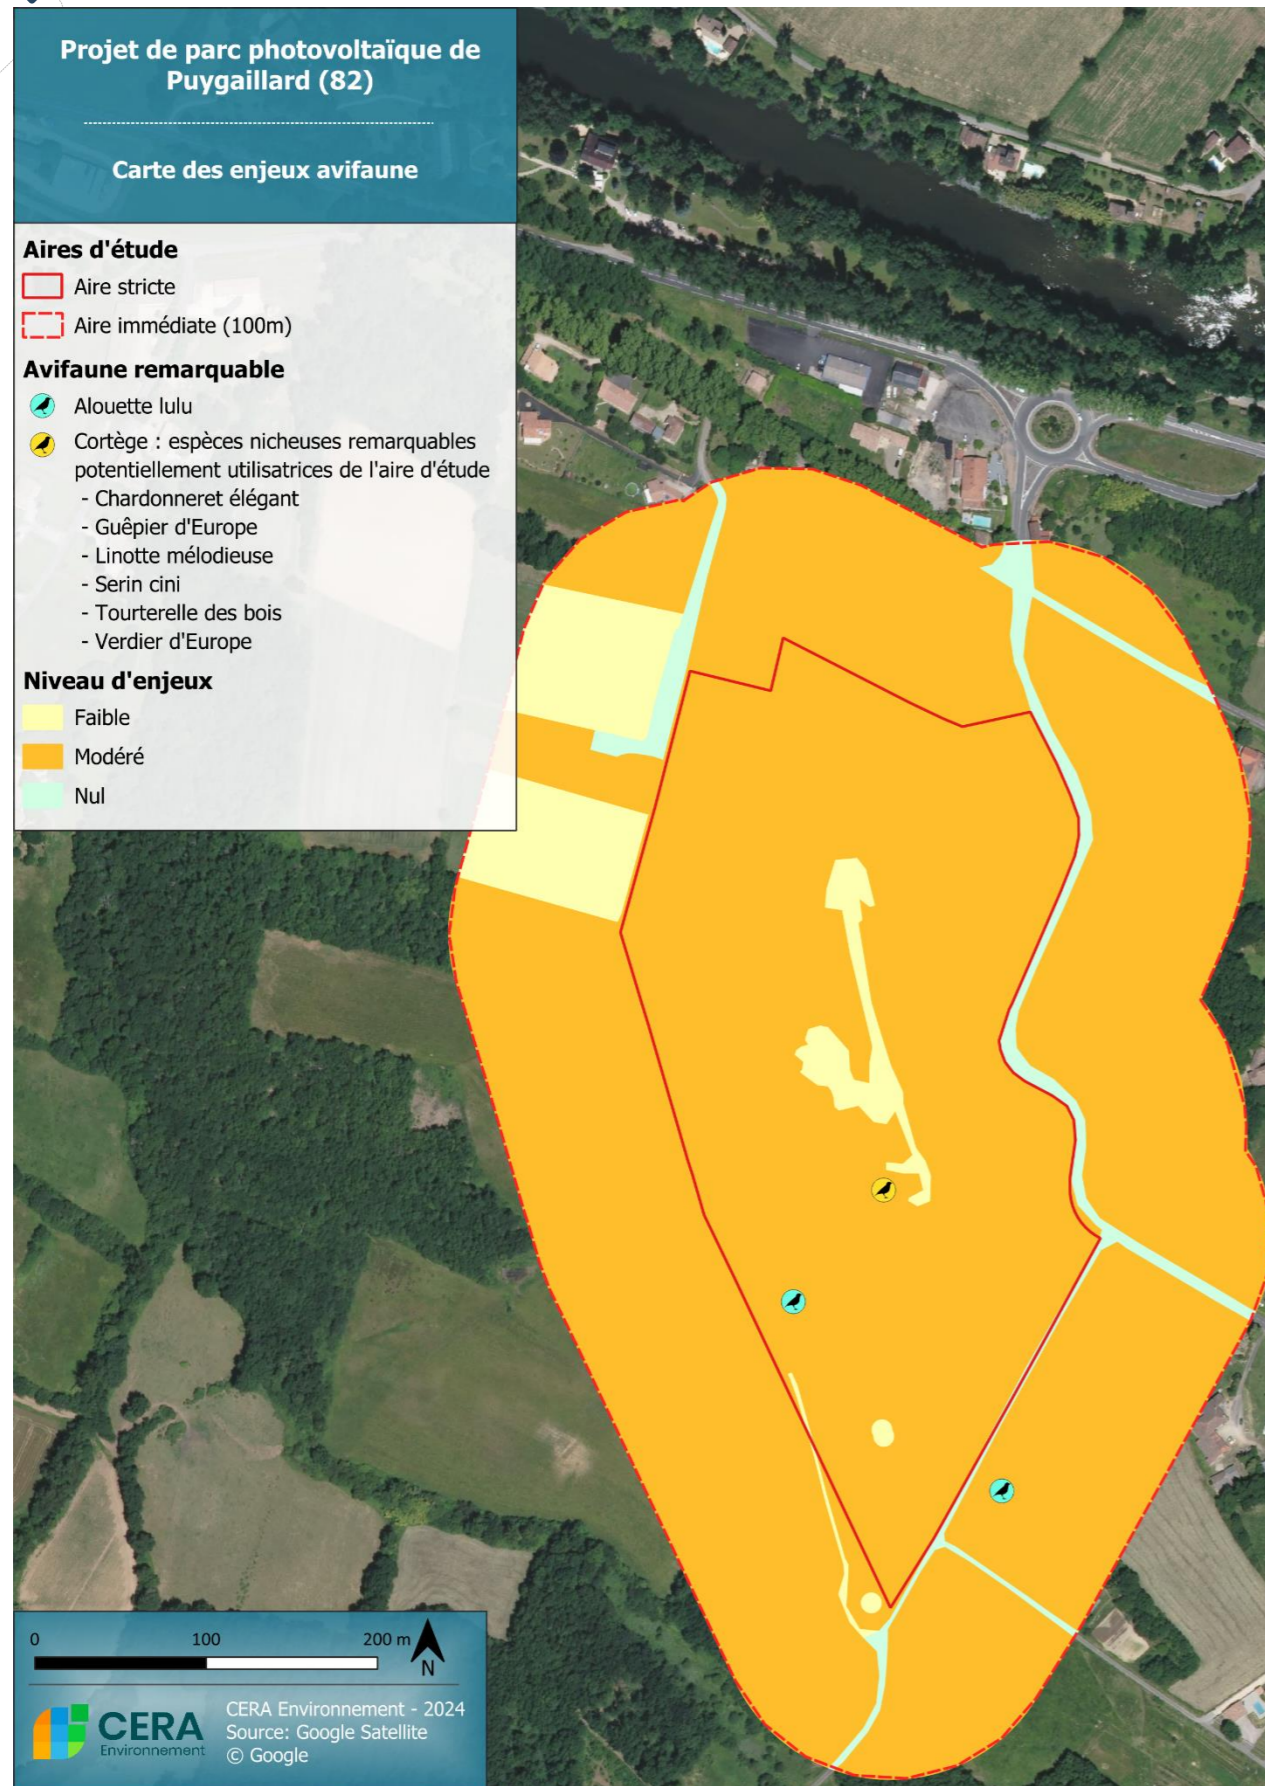 Projet de parc photovoltaïque de
Puygaillard (82)
Carte des enjeux avifaune
Aires d'étude
Aire stricte
Aire immédiate (100m)
Avifaune remarquable
Alouette lulu
Cortège : espèces nicheuses remarquables
potentiellement utilisatrices de l'aire d'étude
- Chardonneret élégant
- Guêpier d'Europe
- Linotte mélodieuse
- Serin cini
- Tourterelle des bois
- Verdier d'Europe
Niveau d'enjeux
Faible
Modéré
Nul
0 100 200 m
N
CERA
Environnement
CERA Environnement - 2024
Source: Google Satellite
© Google